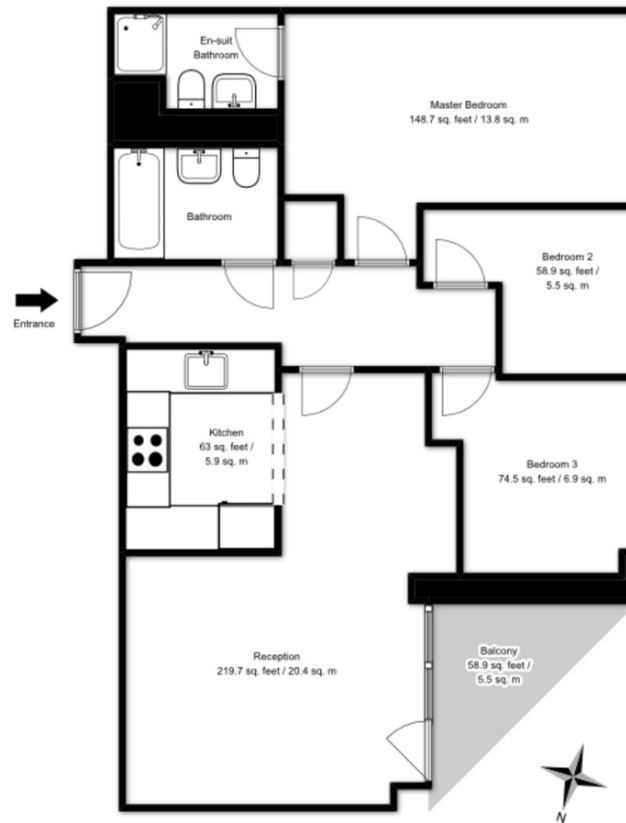 En-suit
Bathroom
Master Bedroom
148.7 sq. feet / 13.8 sq. m
Bathroom
Bedroom 2
58.9 sq. feet /
5.5 sq. m
Entrance
Kitchen
63 sq. feet /
5.9 sq. m
Bedroom 3
74.5 sq. feet / 6.9 sq. m
Reception
219.7 sq. feet / 20.4 sq. m
Balcony
58.9 sq. feet /
5.5 sq. m
N